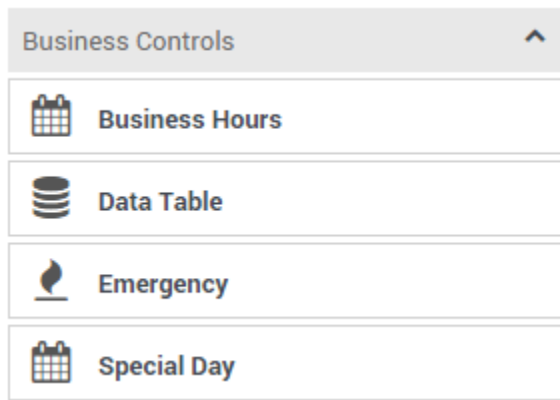 Business Controls
Business Hours
Data Table
Emergency
Special Day